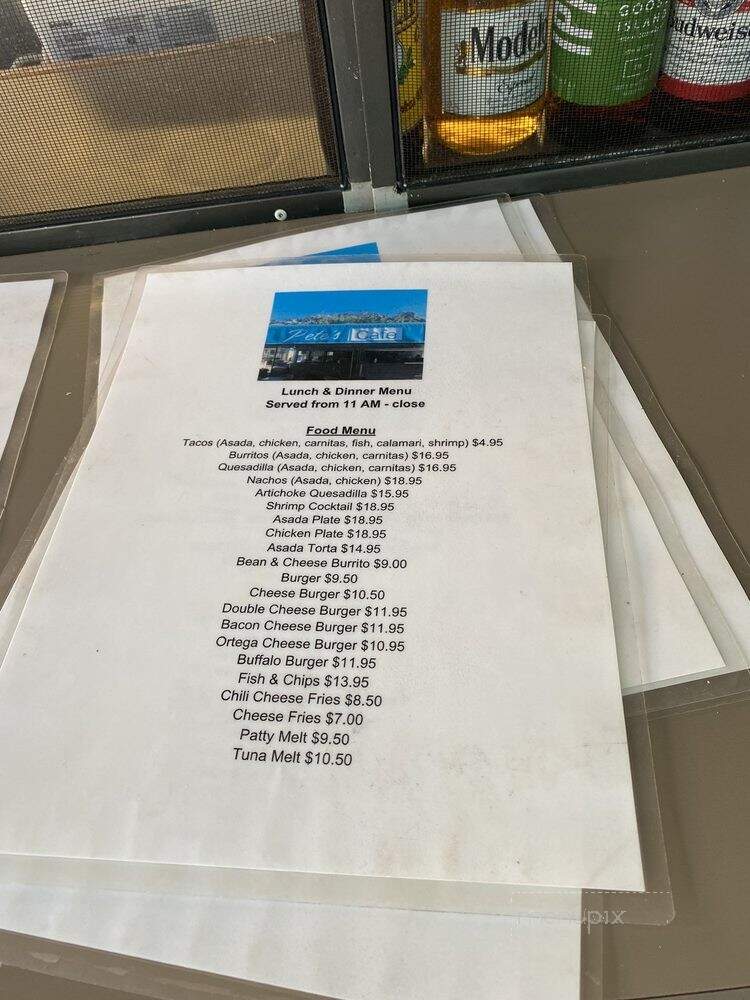 Modelo
GOOSE
ISLAND
Budweiser
Pete's Cafe
Lunch & Dinner Menu
Served from 11 AM - close
Food Menu
Tacos (Asada, chicken, carnitas, fish, calamari, shrimp) $4.95
Burritos (Asada, chicken, carnitas) $16.95
Quesadilla (Asada, chicken, carnitas) $16.95
Nachos (Asada, chicken) $18.95
Artichoke Quesadilla $15.95
Shrimp Cocktail $18.95
Asada Plate $18.95
Chicken Plate $18.95
Asada Torta $14.95
Bean & Cheese Burrito $9.00
Burger $9.50
Cheese Burger $10.50
Double Cheese Burger $11.95
Bacon Cheese Burger $11.95
Ortega Cheese Burger $10.95
Buffalo Burger $11.95
Fish & Chips $13.95
Chili Cheese Fries $8.50
Cheese Fries $7.00
Patty Melt $9.50
Tuna Melt $10.50
menupix